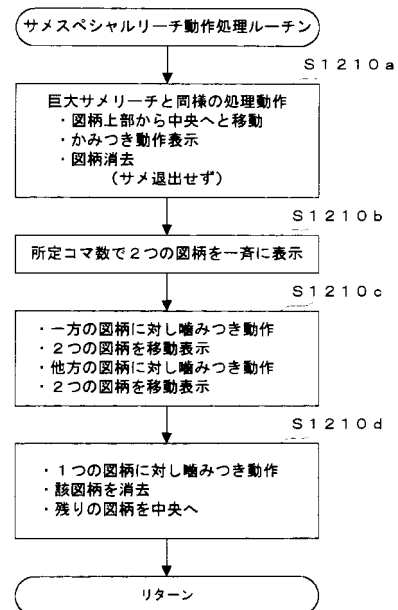 サメスペシャルリーチ動作処理ルーチン
S1210a
巨大サメリーチと同様の処理動作
・図柄上部から中央へと移動
・かみつき動作表示
・図柄消去
(サメ退出せず)
S1210b
所定コマ数で2つの図柄を一斉に表示
S1210c
・一方の図柄に対し噛みつき動作
・2つの図柄を移動表示
・他方の図柄に対し噛みつき動作
・2つの図柄を移動表示
S1210d
・1つの図柄に対し噛みつき動作
・該図柄を消去
・残りの図柄を中央へ
リターン